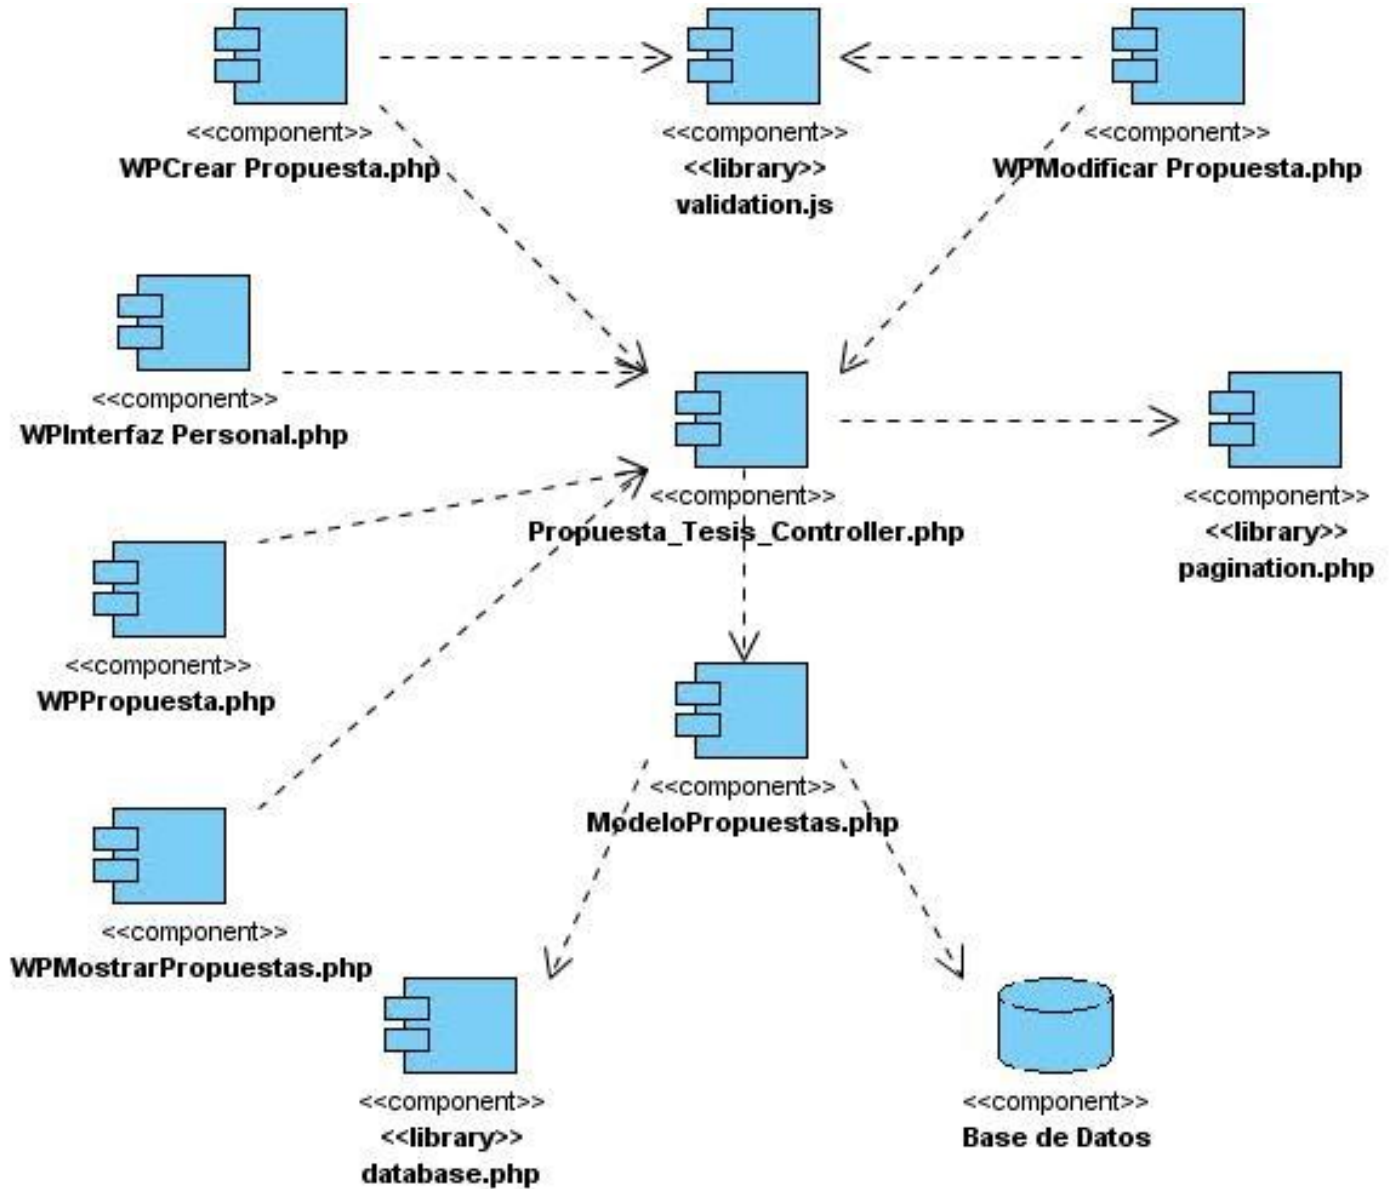 <<component>>
WPCrear Propuesta.php
<<component>>
<<library>>
validation.js
<<component>>
WPModificar Propuesta.php
<<component>>
WPInterfaz Personal.php
<<component>>
Propuesta_Tesis_Controller.php
<<component>>
<<library>>
pagination.php
<<component>>
WPPropuesta.php
<<component>>
ModeloPropuestas.php
<<component>>
WPMostrarPropuestas.php
<<component>>
<<library>>
database.php
<<component>>
Base de Datos